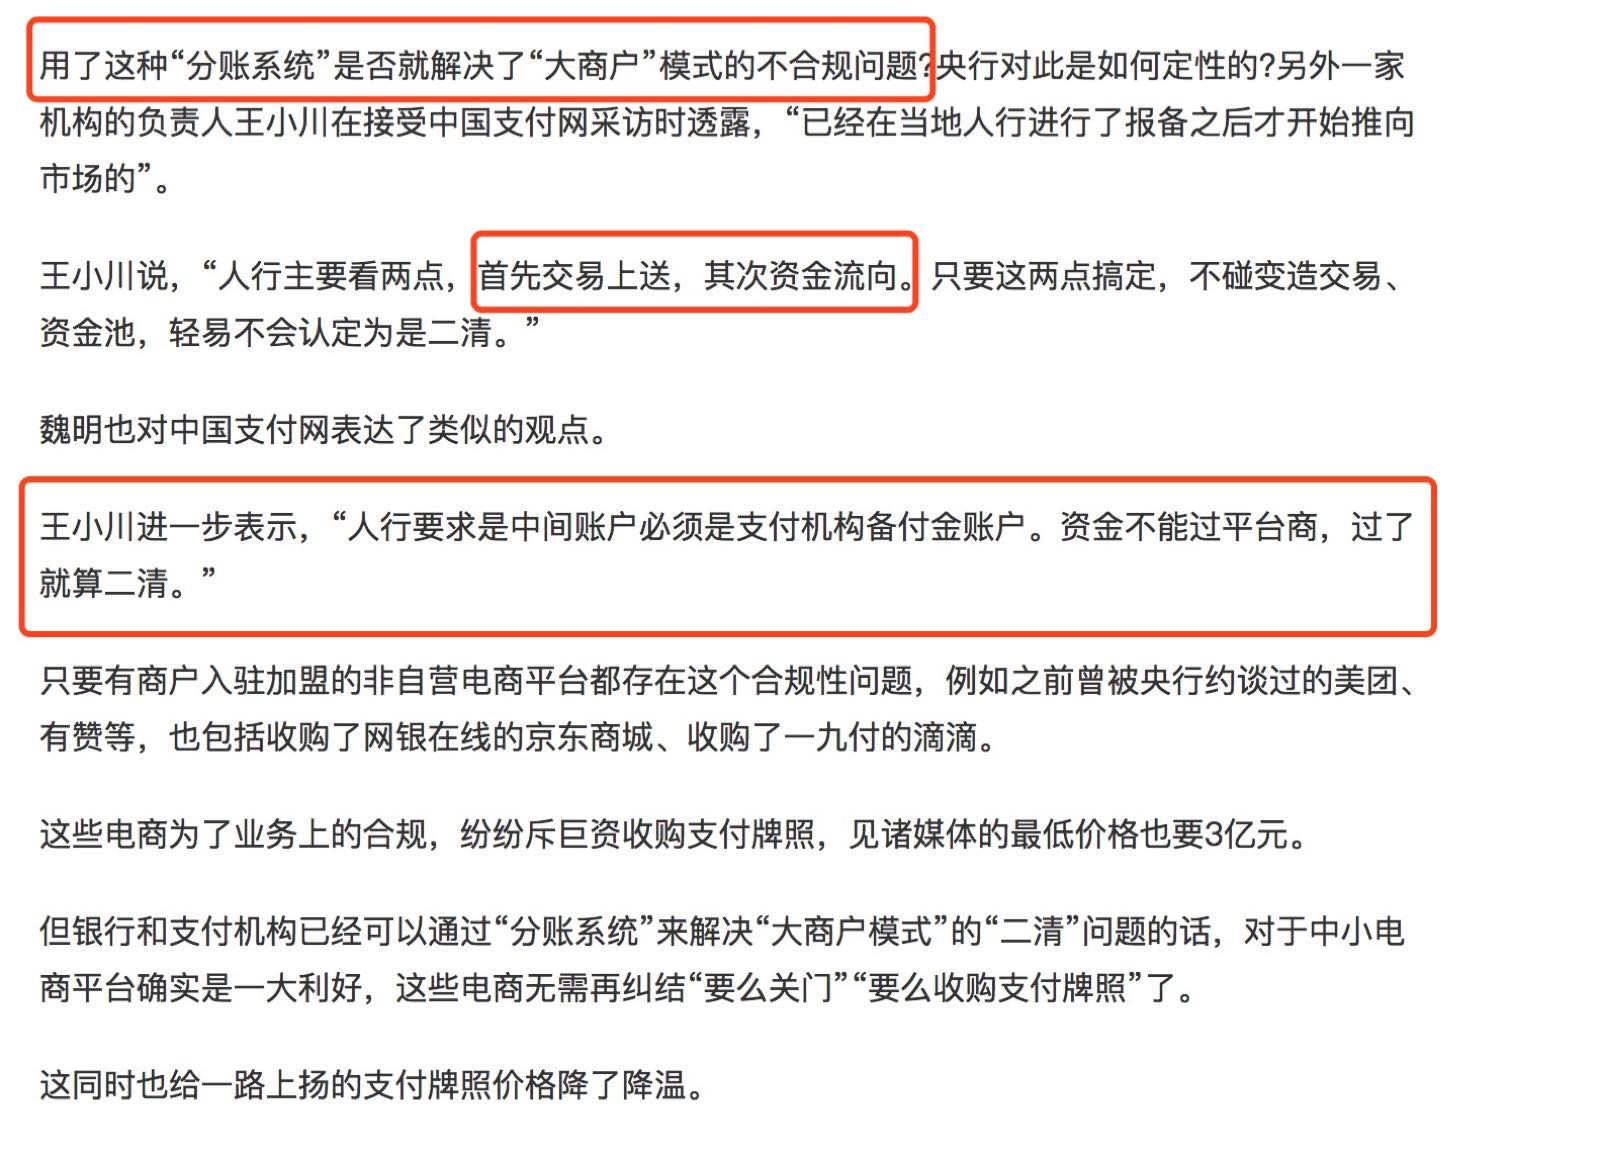 用了这种“分账系统”是否就解决了“大商户”模式的不合规问题?央行对此是如何定性的?另外一家
机构的负责人王小川在接受中国支付网采访时透露，“已经在当地人行进行了报备之后才开始推向
市场的”。
王小川说，“人行主要看两点，首先交易上送，其次资金流向。只要这两点搞定，不碰变造交易、
资金池，轻易不会认定为是二清。”
魏明也对中国支付网表达了类似的观点。
王小川进一步表示，“人行要求是中间账户必须是支付机构备付金账户。资金不能过平台商，过了
就算二清。”
只要有商户入驻加盟的非自营电商平台都存在这个合规性问题，例如之前曾被央行约谈过的美团、
有赞等，也包括收购了网银在线的京东商城、收购了一九付的滴滴。
这些电商为了业务上的合规，纷纷斥巨资收购支付牌照，见诸媒体的最低价格也要3亿元。
但银行和支付机构已经可以通过“分账系统”来解决“大商户模式”的“二清”问题的话，对于中小电
商平台确实是一大利好，这些电商无需再纠结“要么关门”“要么收购支付牌照”了。
这同时也给一路上扬的支付牌照价格降了降温。